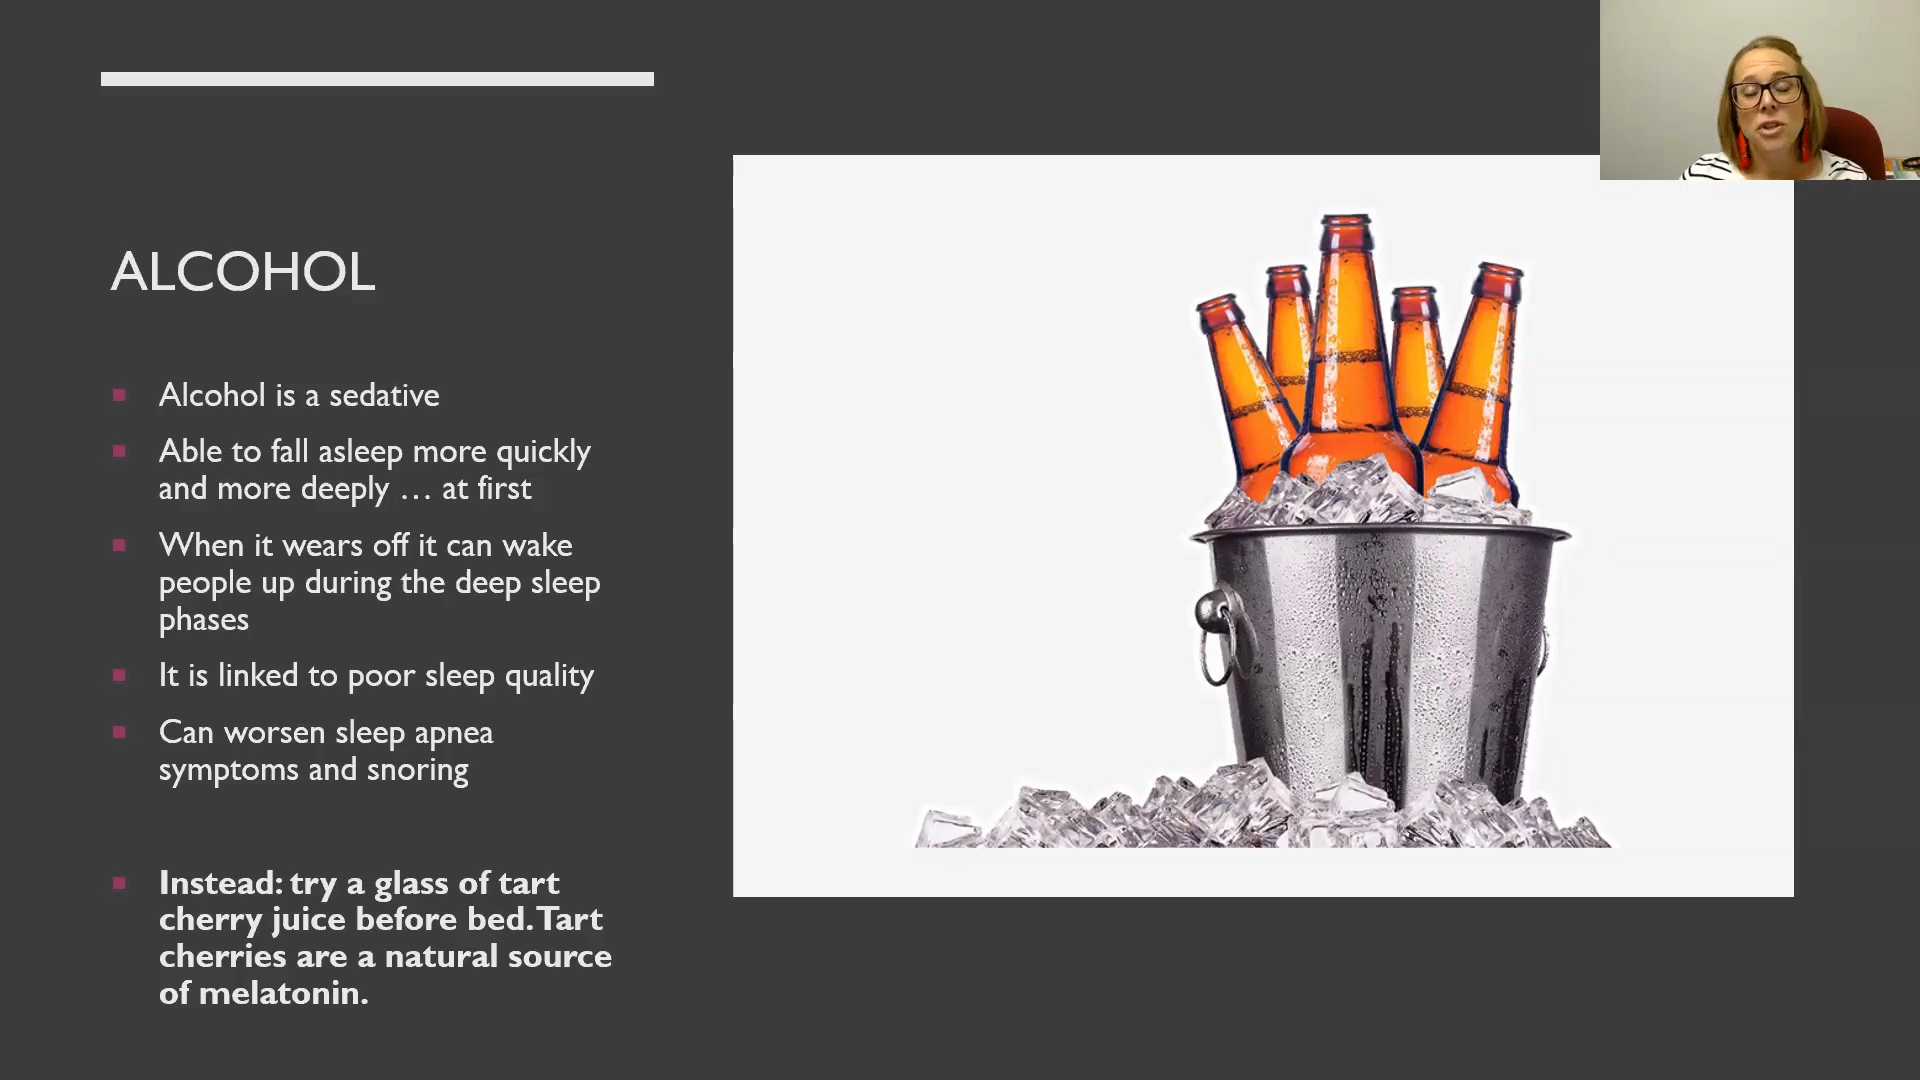 ALCOHOL
Alcohol is a sedative
Able to fall asleep more quickly
and more deeply … at first
When it wears off it can wake
people up during the deep sleep
phases
It is linked to poor sleep quality
Can worsen sleep apnea
symptoms and snoring
Instead: try a glass of tart
cherry juice before bed. Tart
cherries are a natural source
of melatonin.